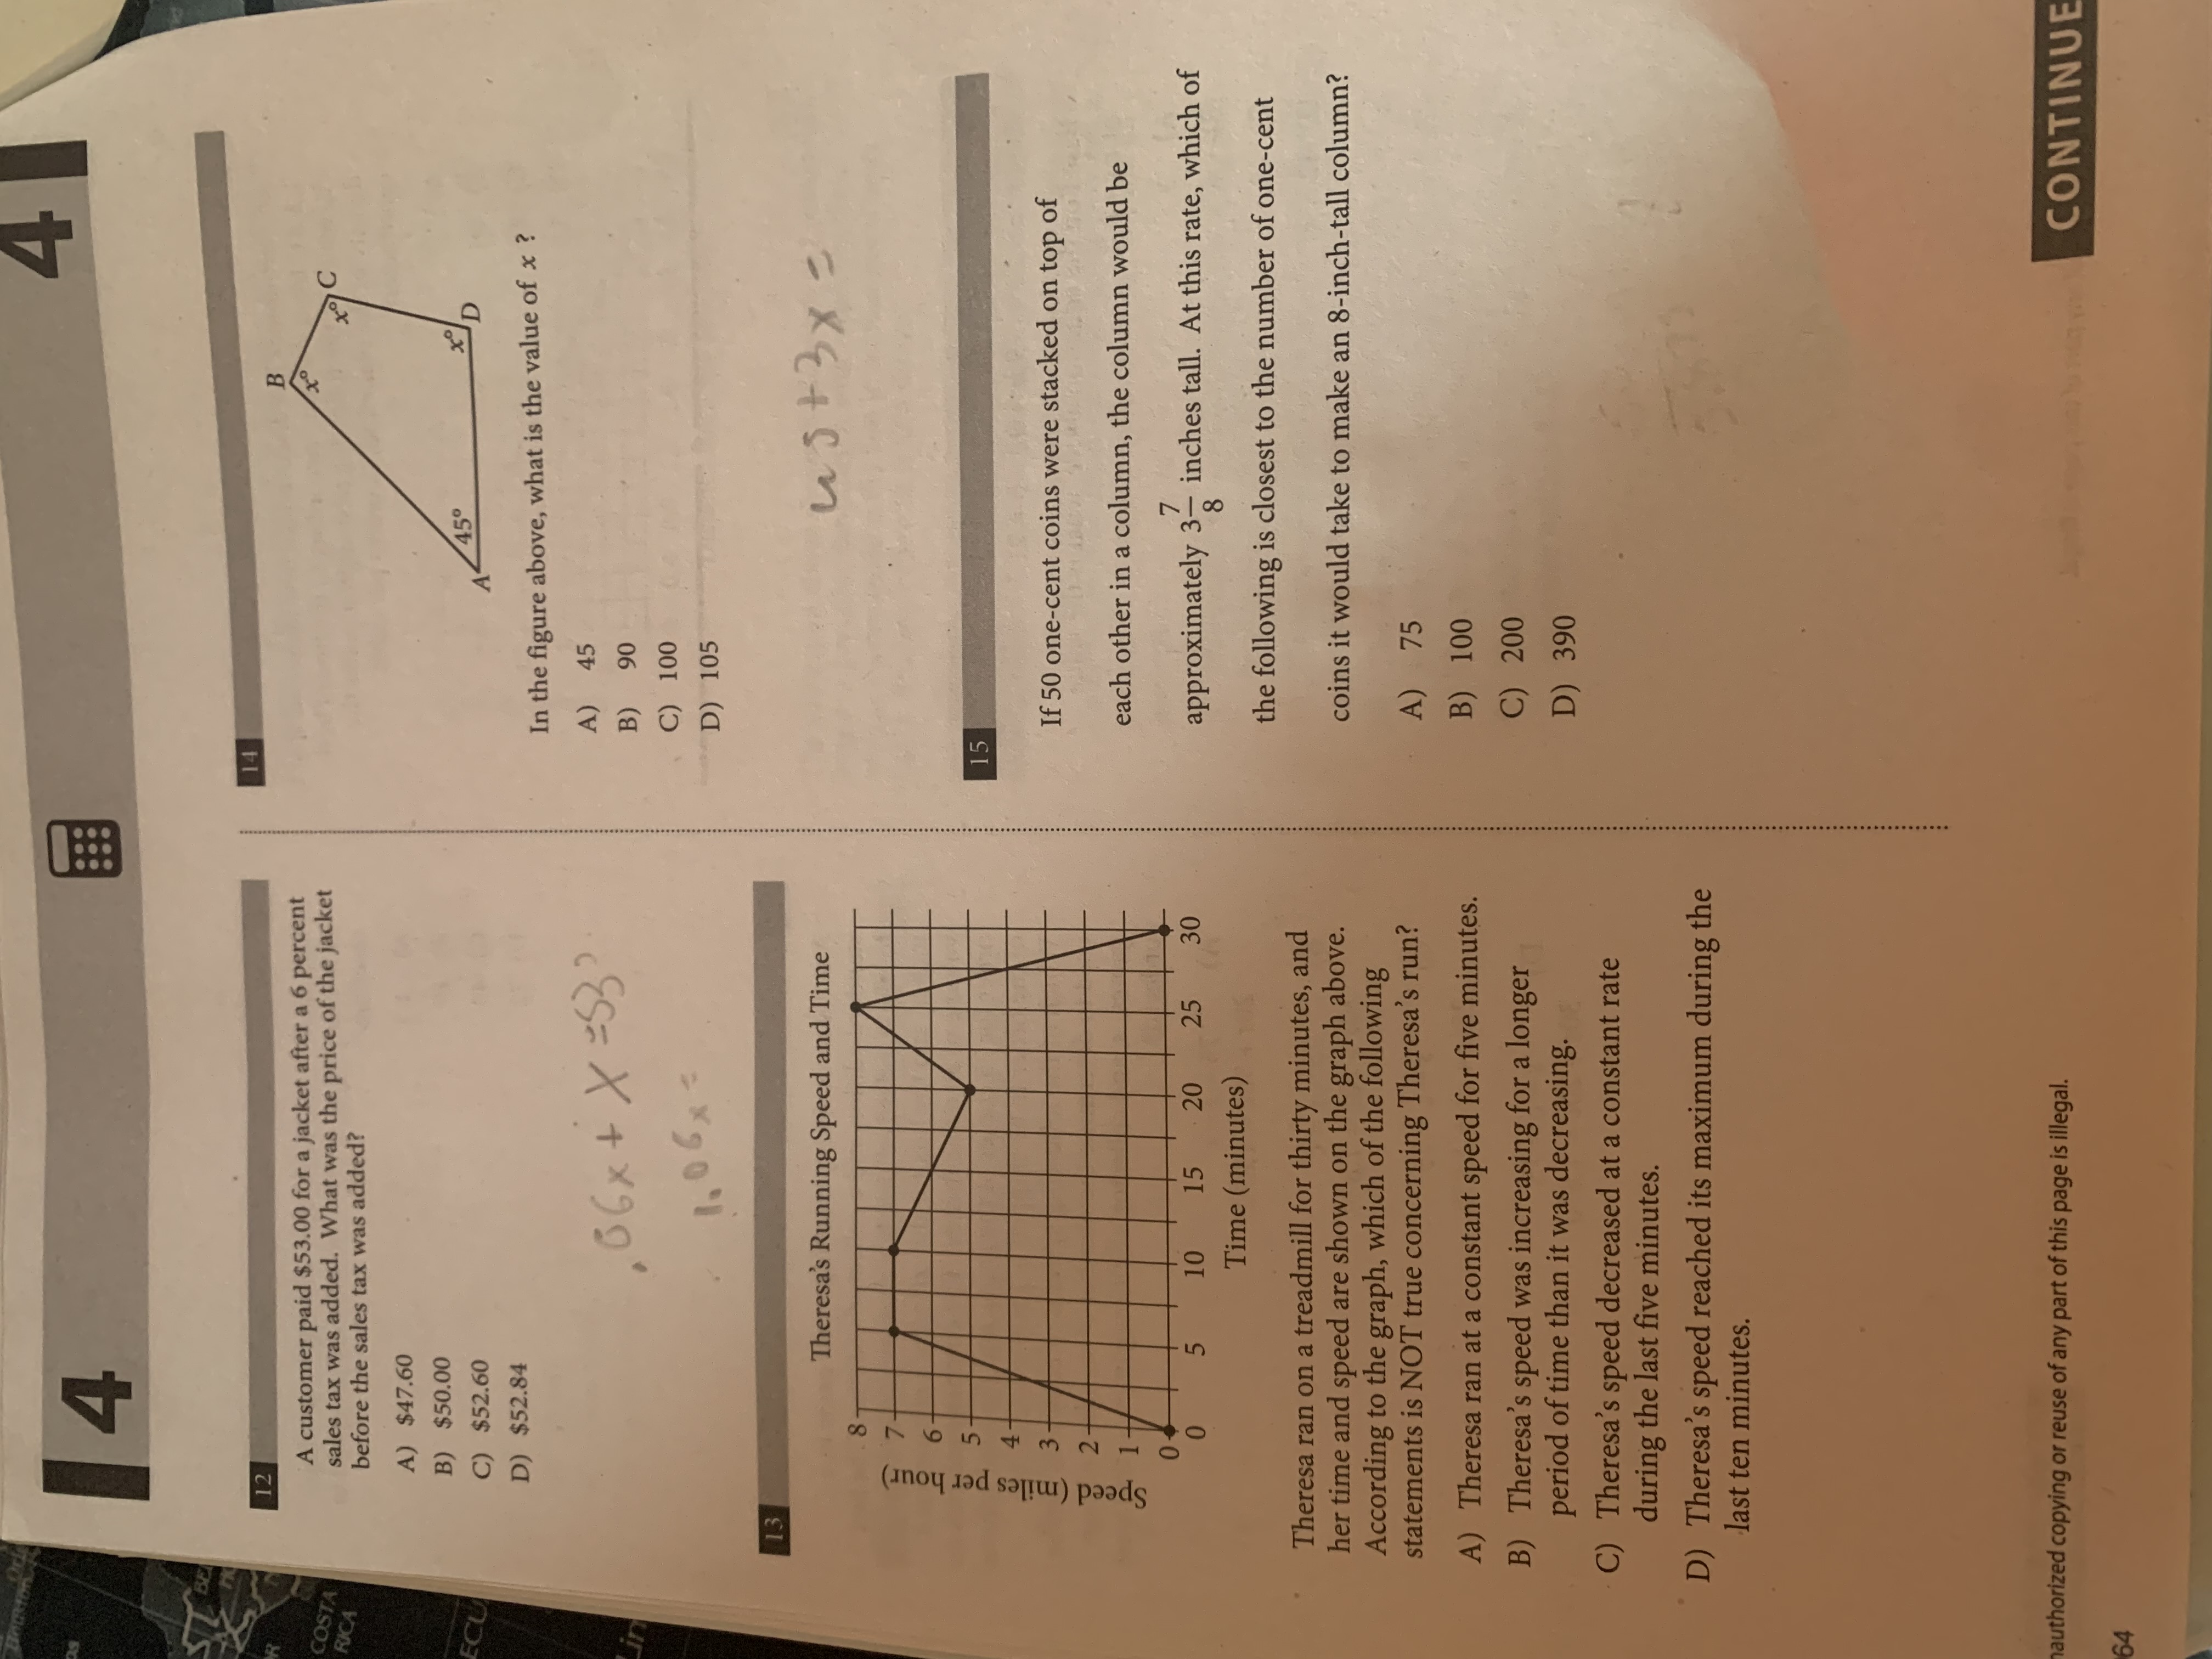 4
4
12
A customer paid $53.00 for a jacket after a 6 percent
sales tax was added. What was the price of the jacket
before the sales tax was added?
A) $47.60
B) $50.00
C) $52.60
D) $52.84
.06x + x = 53
1.06x =
13
Theresa's Running Speed and Time
Speed (miles per hour)
8
7
6
5
4
3
2
1
0
0 5 10 15 20 25 30
Time (minutes)
Theresa ran on a treadmill for thirty minutes, and
her time and speed are shown on the graph above.
According to the graph, which of the following
statements is NOT true concerning Theresa's run?
A) Theresa ran at a constant speed for five minutes.
B) Theresa's speed was increasing for a longer
period of time than it was decreasing.
C) Theresa's speed decreased at a constant rate
during the last five minutes.
D) Theresa's speed reached its maximum during the
last ten minutes.
14
B
x°
C
x°
45°
x°
A
D
In the figure above, what is the value of x ?
A) 45
B) 90
C) 100
D) 105
45+3x =
15
If 50 one-cent coins were stacked on top of
each other in a column, the column would be
approximately 3 7/8 inches tall. At this rate, which of
the following is closest to the number of one-cent
coins it would take to make an 8-inch-tall column?
A) 75
B) 100
C) 200
D) 390
nauthorized copying or reuse of any part of this page is illegal.
CONTINUE
64
COSTA
RICA
ECU